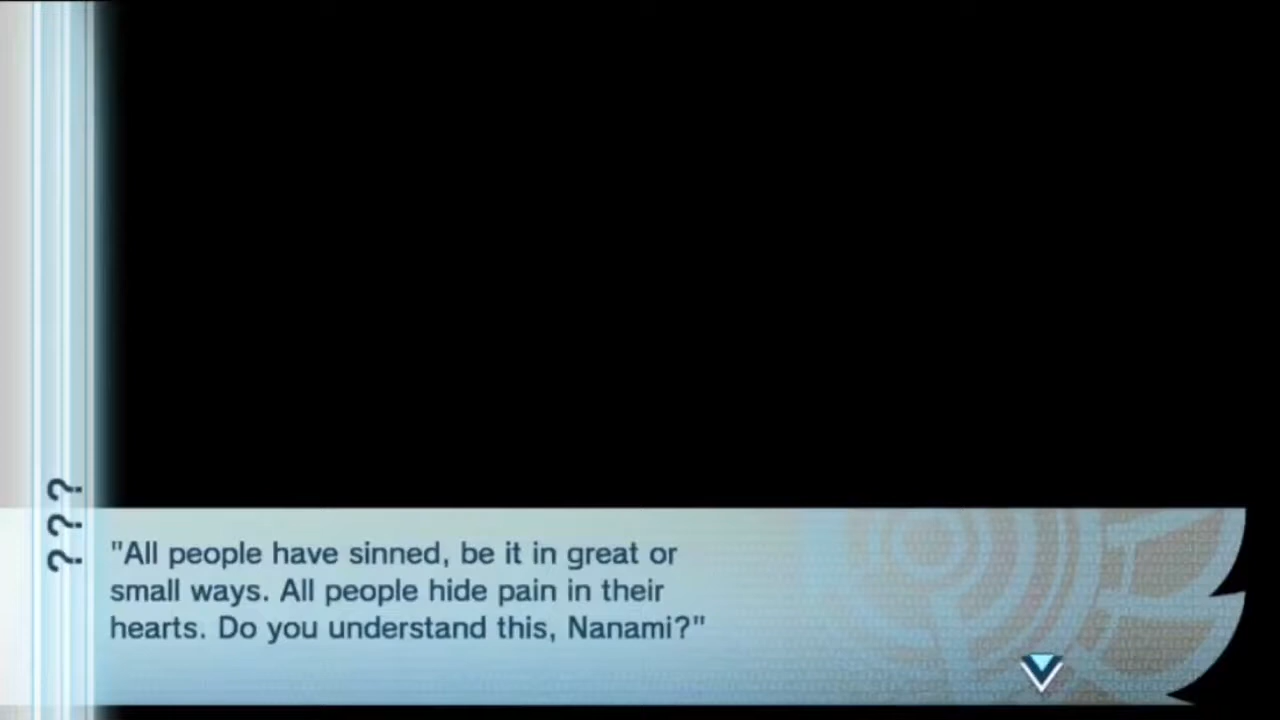 ???
"All people have sinned, be it in great or
small ways. All people hide pain in their
hearts. Do you understand this, Nanami?"